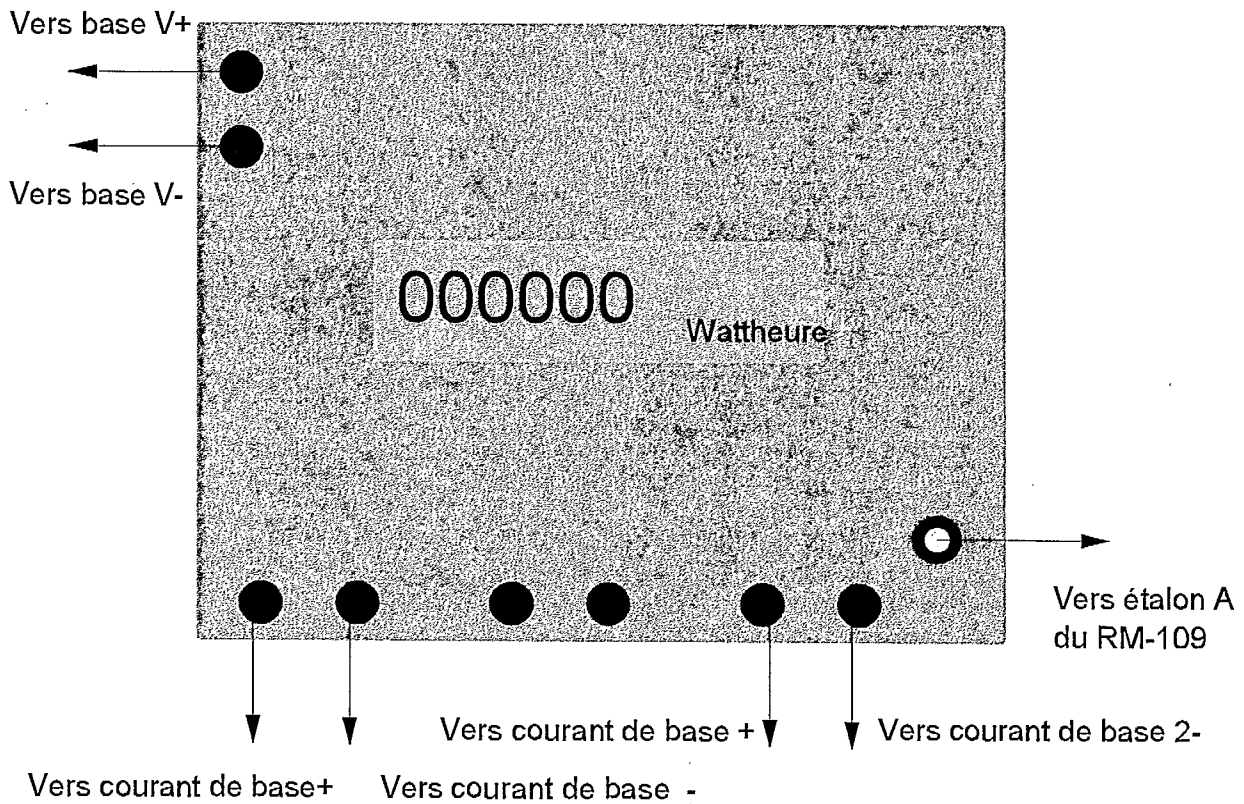 Vers base V+
Vers base V-
000000
Wattheure
Vers étalon A
du RM-109
Vers courant de base +
Vers courant de base 2-
Vers courant de base+
Vers courant de base -